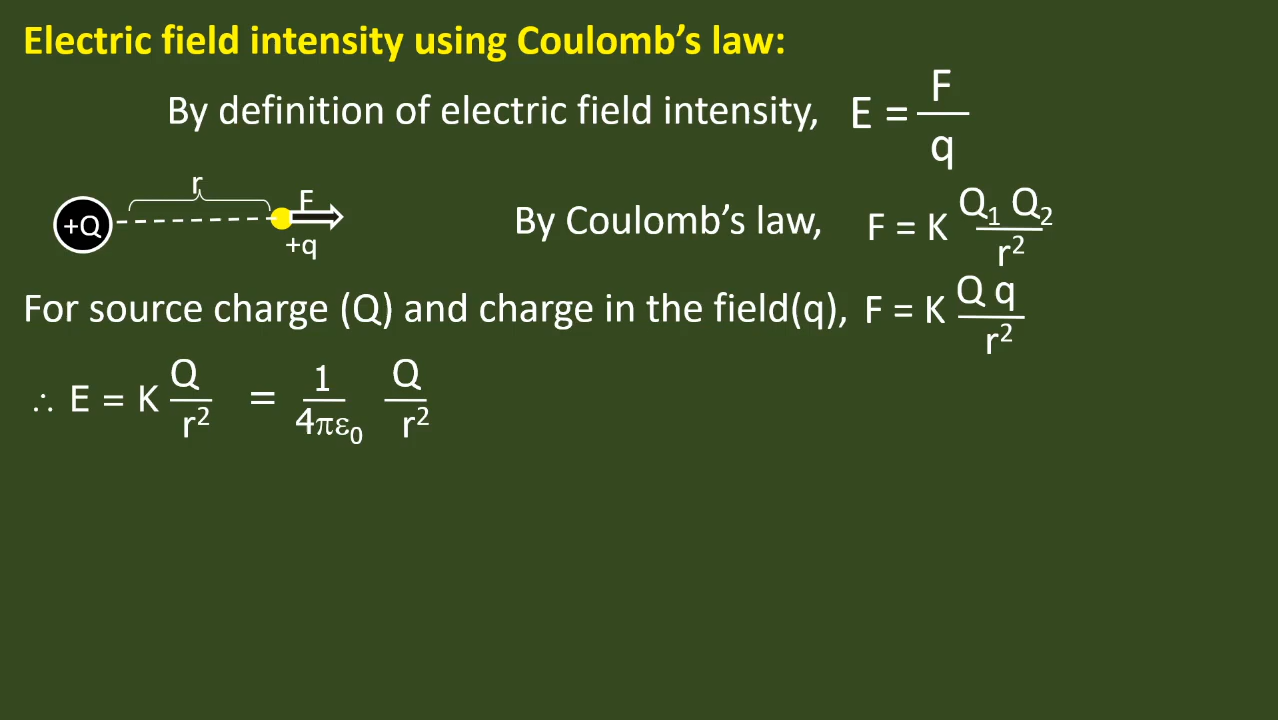 Electric field intensity using Coulomb’s law:
By definition of electric field intensity, E = F/q
r
F
+Q
+q
By Coulomb’s law, F = K Q₁ Q₂/r²
For source charge (Q) and charge in the field(q), F = K Q q/r²
∴ E = K Q/r² = 1/4πε₀ Q/r²